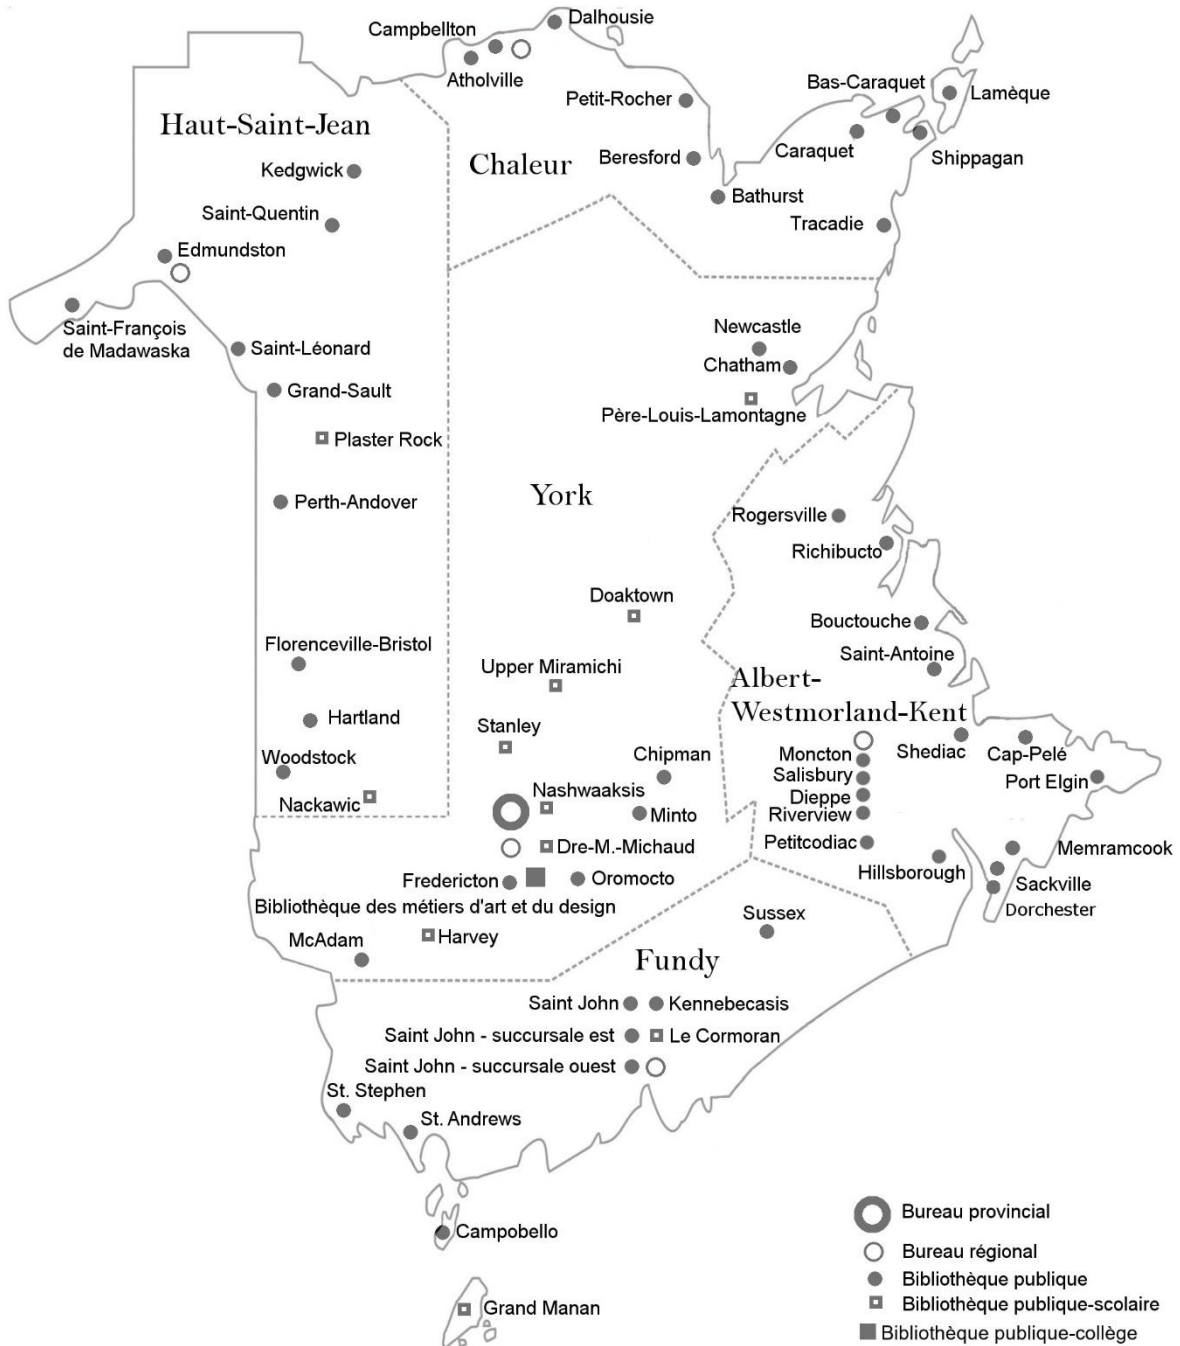 Dalhousie
Campbellton
Atholville
Petit-Rocher
Bas-Caraquet
Lamèque
Haut-Saint-Jean
Chaleur
Beresford
Caraquet
Shippagan
Kedgwick
Bathurst
Saint-Quentin
Tracadie
Edmundston
Saint-François
de Madawaska
Newcastle
Saint-Léonard
Chatham
Grand-Sault
Père-Louis-Lamontagne
Plaster Rock
York
Perth-Andover
Rogersville
Richibucto
Doaktown
Bouctouche
Florenceville-Bristol
Saint-Antoine
Upper Miramichi
Albert-
Westmorland-Kent
Hartland
Stanley
Shediac
Cap-Pelé
Woodstock
Chipman
Moncton
Salisbury
Port Elgin
Nackawic
Nashwaaksis
Dieppe
Minto
Riverview
Dre-M.-Michaud
Petitcodiac
Memramcook
Hillsborough
Fredericton
Oromocto
Sackville
Bibliothèque des métiers d'art et du design
Dorchester
Sussex
McAdam
Harvey
Fundy
Saint John
Kennebecasis
Saint John - succursale est
Le Cormoran
Saint John - succursale ouest
St. Stephen
St. Andrews
Campobello
Grand Manan
Bureau provincial
Bureau régional
Bibliothèque publique
Bibliothèque publique-scolaire
Bibliothèque publique-collège